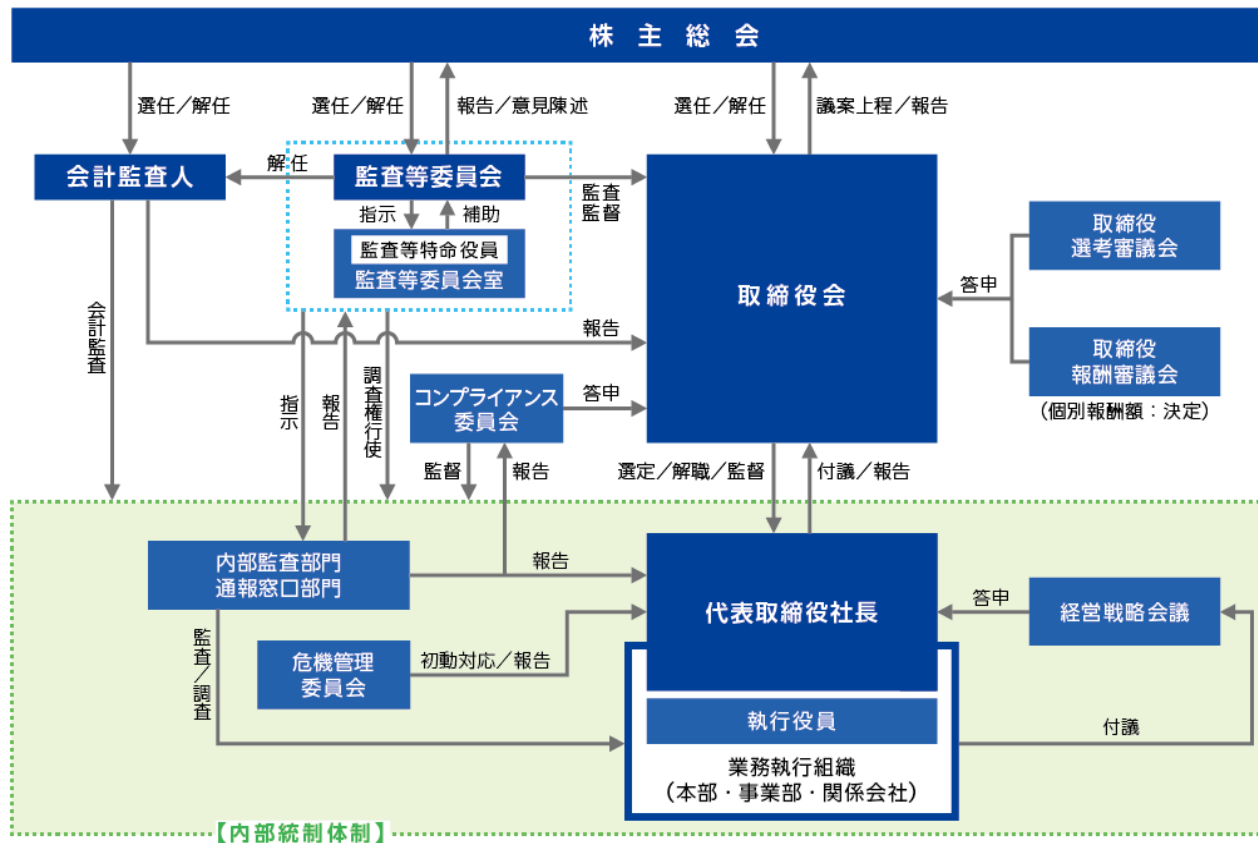 株主総会
選任／解任
選任／解任
報告／意見陳述
選任／解任
議案上程／報告
会計監査人
解任
監査等委員会
監査
監督
指示
補助
監査等特命役員
監査等委員会室
取締役会
取締役
選考審議会
答申
取締役
報酬審議会
（個別報酬額：決定）
会計監査
報告
指示
報告
調査権行使
コンプライアンス
委員会
答申
監督
報告
選定／解職／監督
付議／報告
内部監査部門
通報窓口部門
報告
代表取締役社長
答申
経営戦略会議
監査／調査
危機管理
委員会
初動対応／報告
執行役員
付議
業務執行組織
（本部・事業部・関係会社）
【内部統制体制】